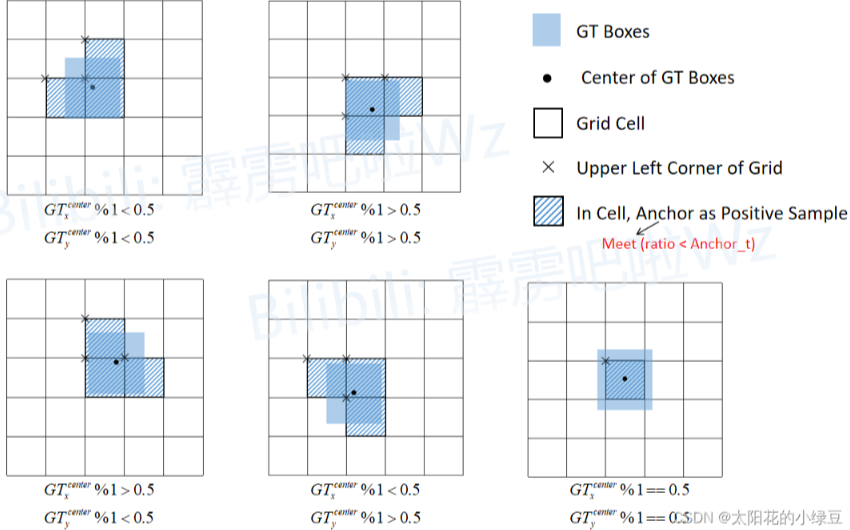 GT Boxes
Center of GT Boxes
Grid Cell
Upper Left Corner of Grid
In Cell, Anchor as Positive Sample
Meet (ratio < Anchor_t)
GT_x^{center} %1 < 0.5
GT_y^{center} %1 < 0.5
GT_x^{center} %1 > 0.5
GT_y^{center} %1 > 0.5
GT_x^{center} %1 > 0.5
GT_y^{center} %1 < 0.5
GT_x^{center} %1 < 0.5
GT_y^{center} %1 > 0.5
GT_x^{center} %1 == 0.5
GT_y^{center} %1 == 0.5
Bilibili: 霹雳吧啦Wz
Bilibili: 霹雳吧啦Wz
CSDN @太阳花的小绿豆